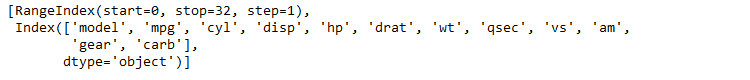 [RangeIndex(start=0, stop=32, step=1),
 Index(['model', 'mpg', 'cyl', 'disp', 'hp', 'drat', 'wt', 'qsec', 'vs', 'am',
        'gear', 'carb'],
       dtype='object')]